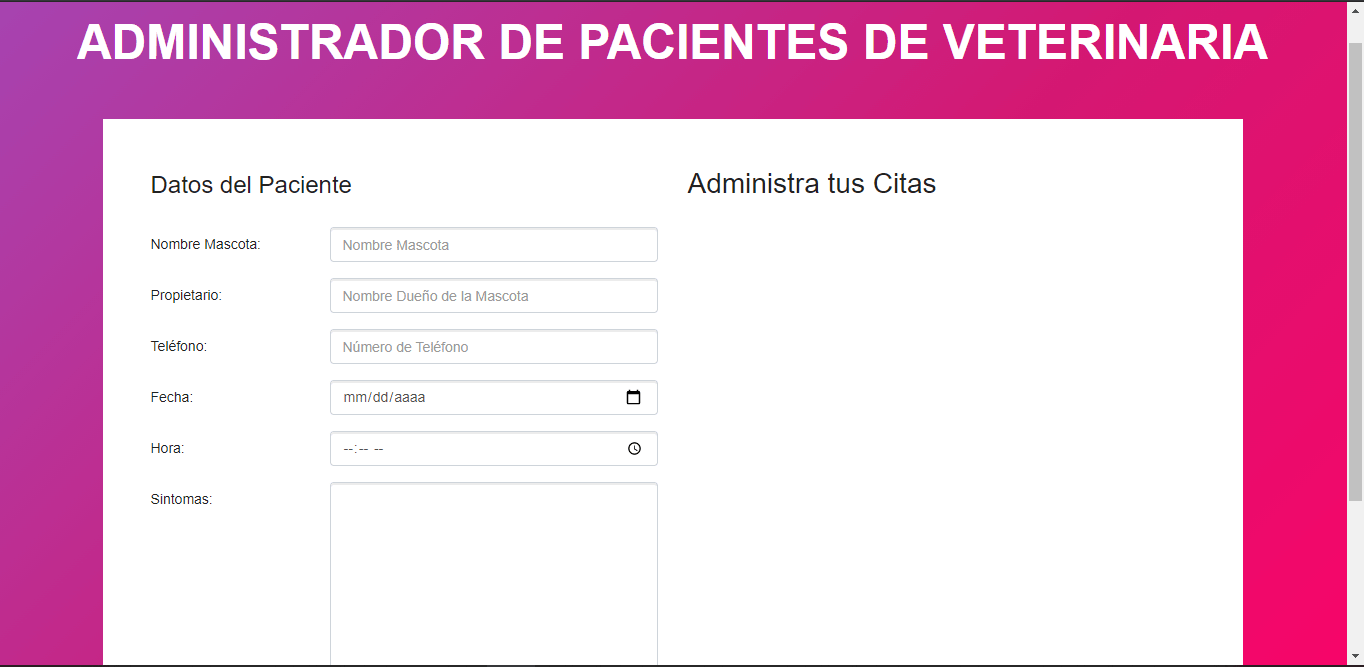 ADMINISTRADOR DE PACIENTES DE VETERINARIA
Datos del Paciente
Nombre Mascota:
Nombre Mascota
Propietario:
Nombre Dueño de la Mascota
Teléfono:
Número de Teléfono
Fecha:
mm/dd/aaaa
Hora:
--:-- --
Sintomas:
Administra tus Citas